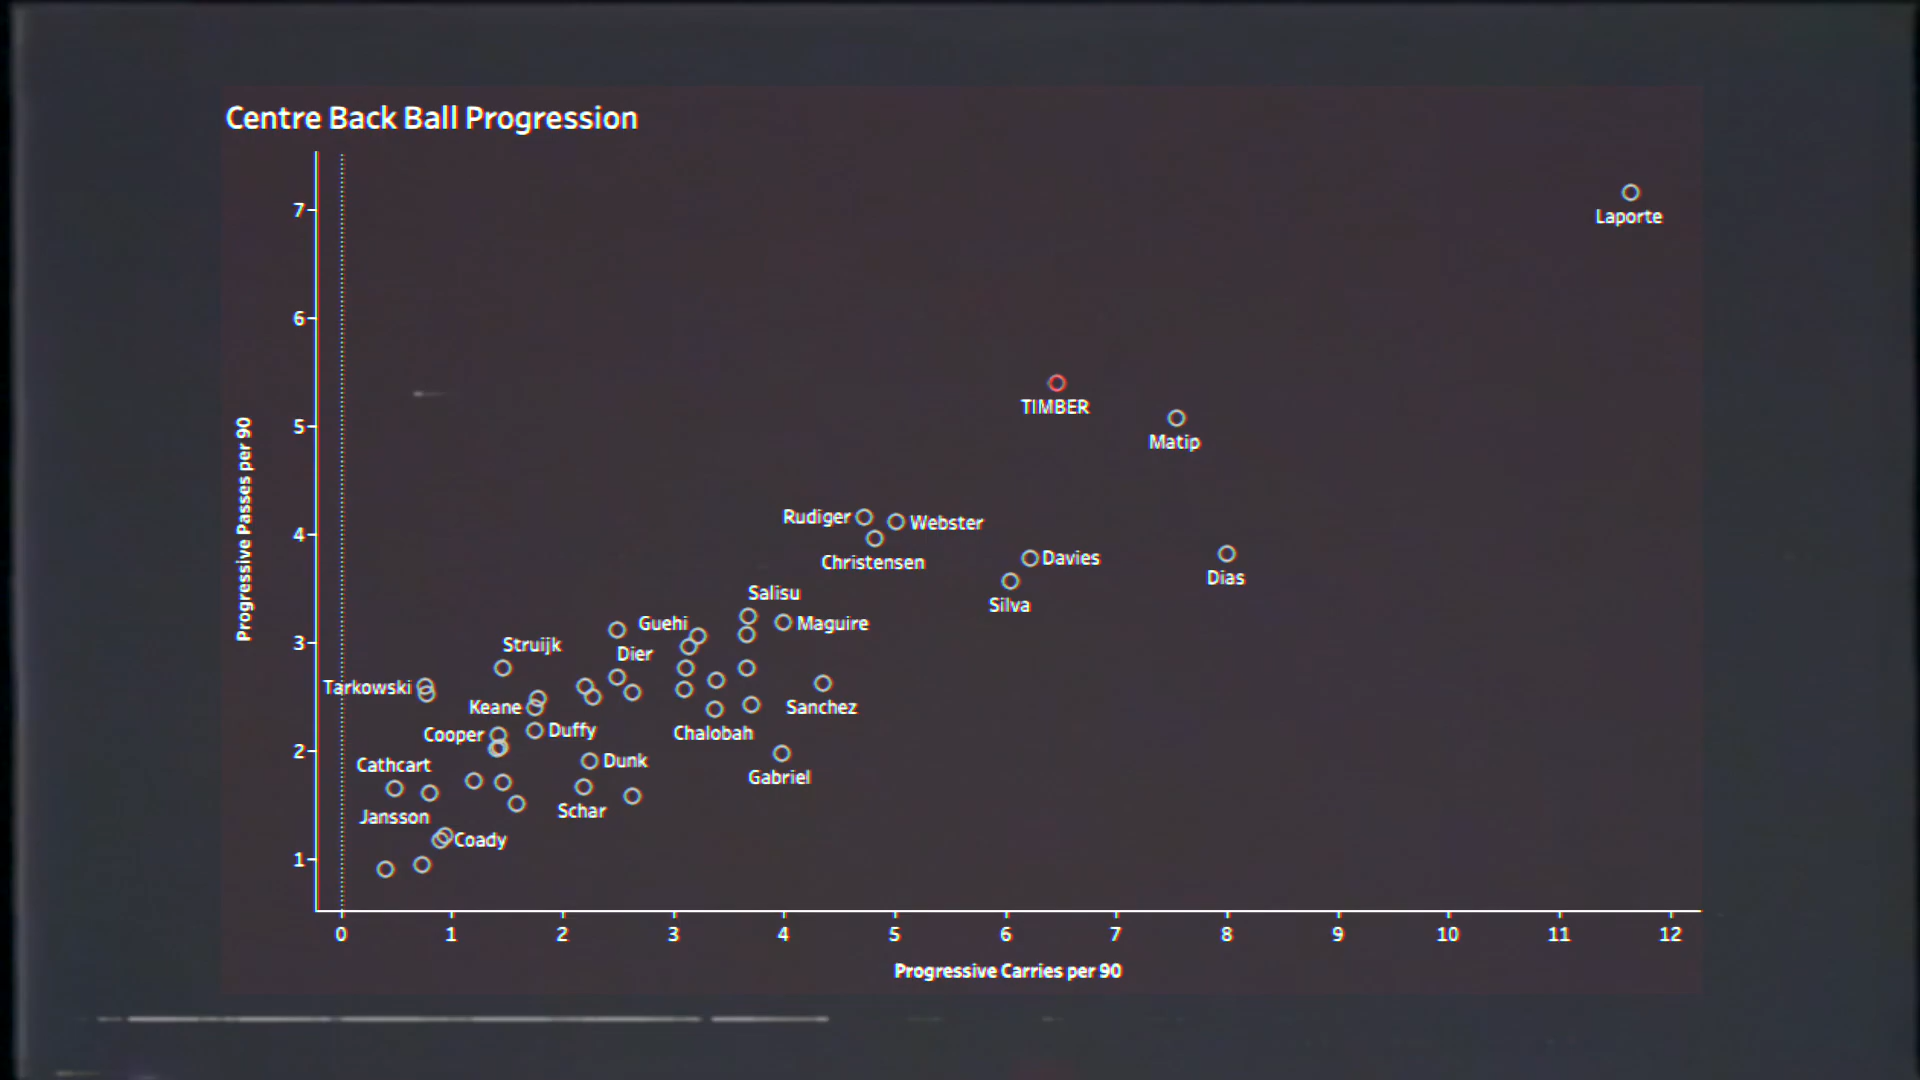 Centre Back Ball Progression
7
Laporte
6
TIMBER
5
Matip
Progressive Passes per 90
Rudiger
Webster
4
Christensen
Davies
Dias
Salisu
Silva
Guehi
Maguire
3
Struijk
Dier
Tarkowski
Keane
Sanchez
Cooper
Duffy
Chalobah
2
Cathcart
Dunk
Gabriel
Jansson
Schar
Coady
1
0 1 2 3 4 5 6 7 8 9 10 11 12
Progressive Carries per 90